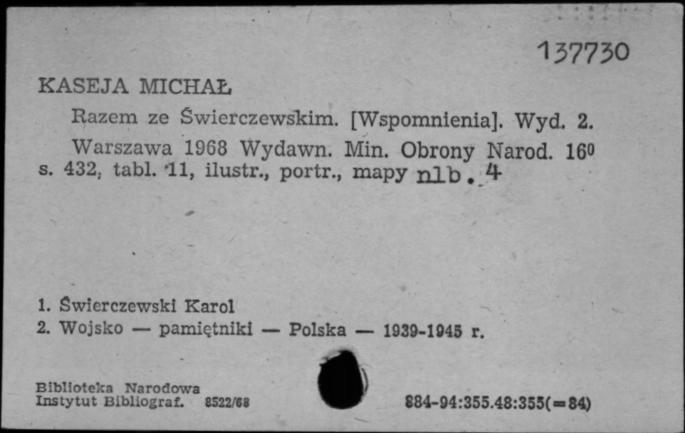 137730
KASEJA MICHAŁ
Razem ze Świerczewskim. [Wspomnienia]. Wyd. 2.
Warszawa 1968 Wydawn. Min. Obrony Narod. 16⁰
s. 432, tabl. 11, ilustr., portr., mapy nlb. 4
1. Świerczewski Karol
2. Wojsko — pamiętniki — Polska — 1939-1945 r.
Biblioteka Narodowa
Instytut Bibliograf. 8522/68
884-94:355.48:355(=84)